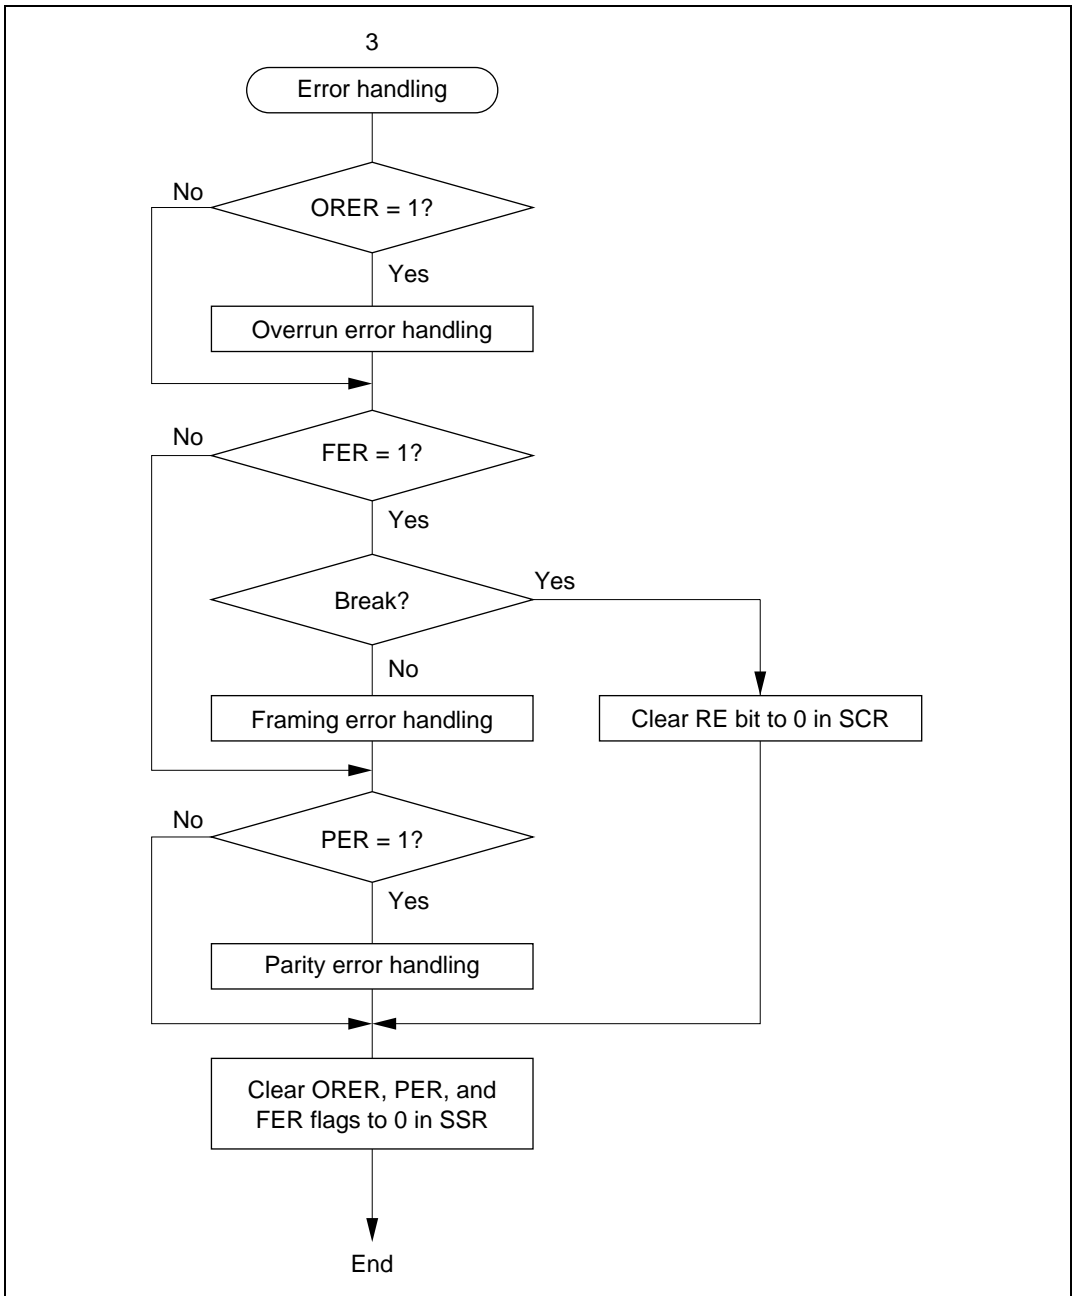 3
Error handling
No
ORER = 1?
Yes
Overrun error handling
No
FER = 1?
Yes
Yes
Break?
No
Framing error handling
Clear RE bit to 0 in SCR
No
PER = 1?
Yes
Parity error handling
Clear ORER, PER, and
FER flags to 0 in SSR
End